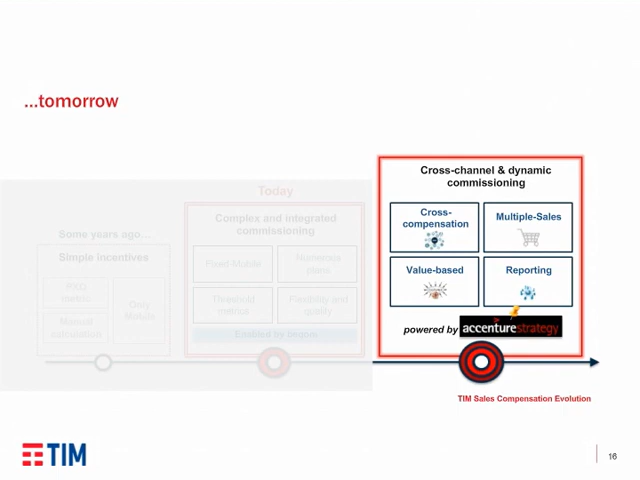 ...tomorrow
Today
Some years ago...
Simple Incentives
Only
Mobile
Manual
calculation
Complex and integrated
commissioning
Fixed-Mobile
Numerous
plans
Threshold
metrics
Flexibility and
quality
Cross-channel & dynamic
commissioning
Cross-
compensation
Multiple-Sales
Value-based
Reporting
powered by
accenturestrategy
TIM Sales Compensation Evolution
TIM
16